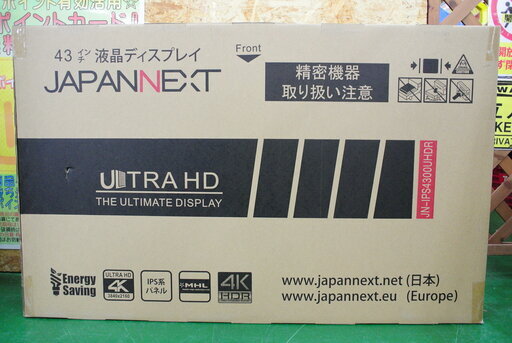 43インチ 液晶ディスプレイ
JAPANNEXT
Front
精密機器
取り扱い注意
ULTRA HD
THE ULTIMATE DISPLAY
JN-IPS4300UHDR
Energy
Saving
ULTRA HD
4K
3840x2160
IPS系
パネル
MHL
4K
HDR
www.japannext.net (日本)
www.japannext.eu (Europe)